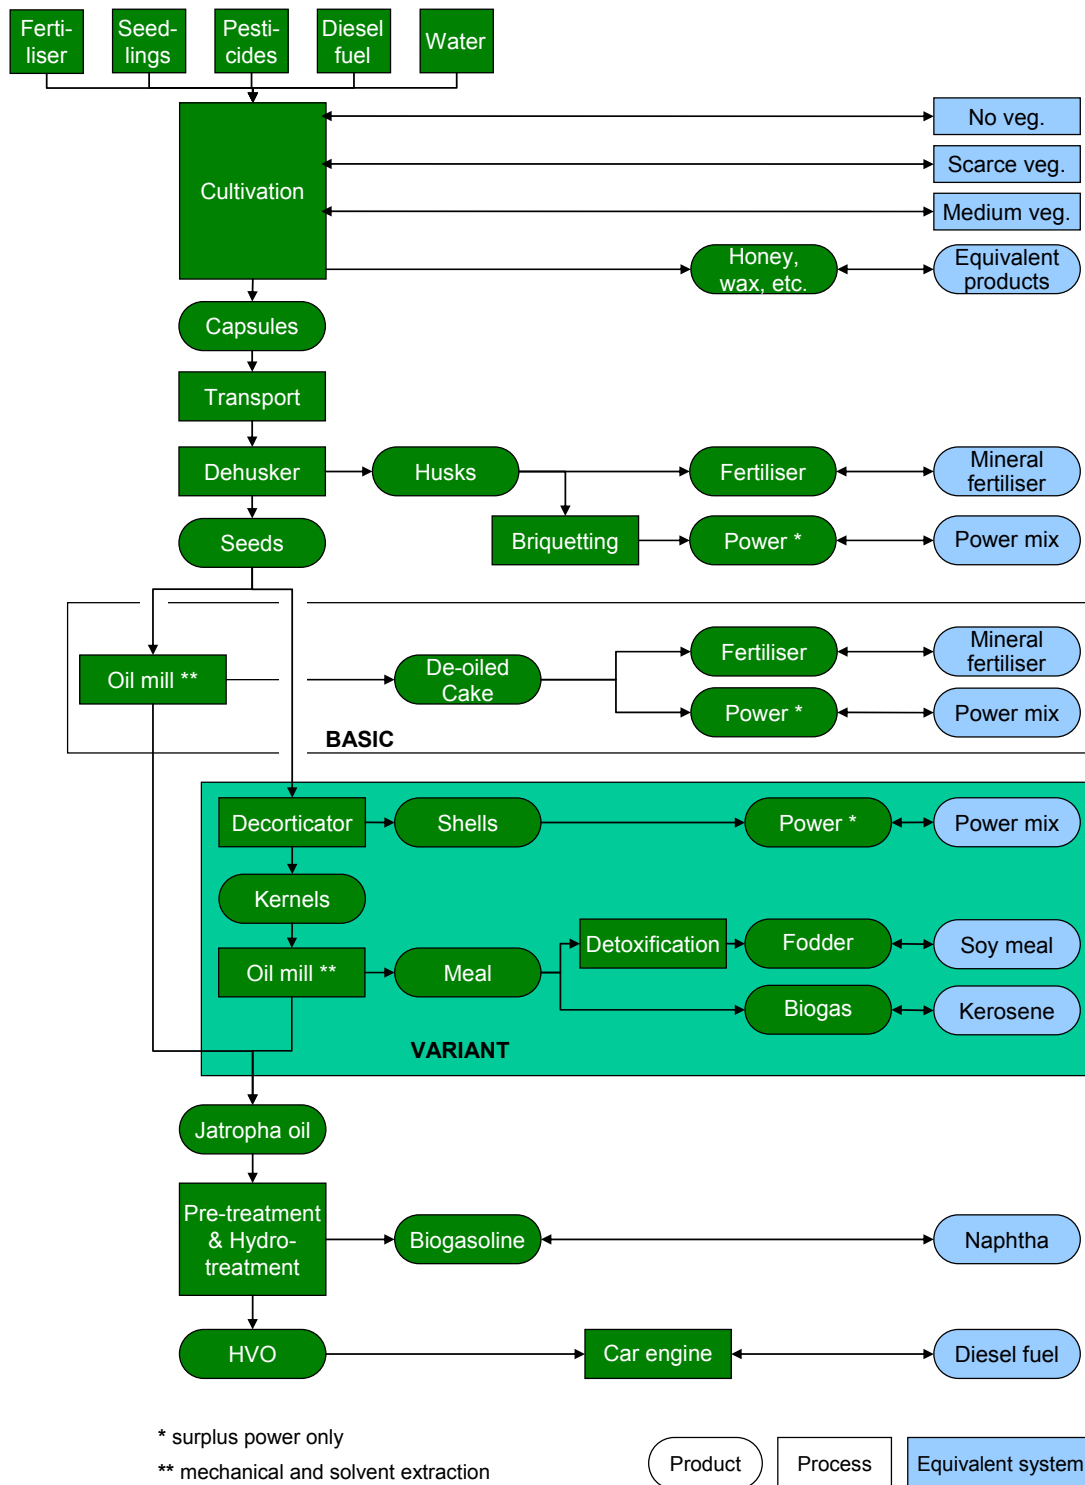 Ferti-
liser
Seed-
lings
Pesti-
cides
Diesel
fuel
Water
Cultivation
No veg.
Scarce veg.
Medium veg.
Honey,
wax, etc.
Equivalent
products
Capsules
Transport
Dehusker
Husks
Fertiliser
Mineral
fertiliser
Seeds
Briquetting
Power *
Power mix
Oil mill **
De-oiled
Cake
Fertiliser
Mineral
fertiliser
Power *
Power mix
BASIC
Decorticator
Shells
Power *
Power mix
Kernels
Oil mill **
Meal
Detoxification
Fodder
Soy meal
Biogas
Kerosene
VARIANT
Jatropha oil
Pre-treatment
& Hydro-
treatment
Biogasoline
Naphtha
HVO
Car engine
Diesel fuel
* surplus power only
** mechanical and solvent extraction
Product
Process
Equivalent system